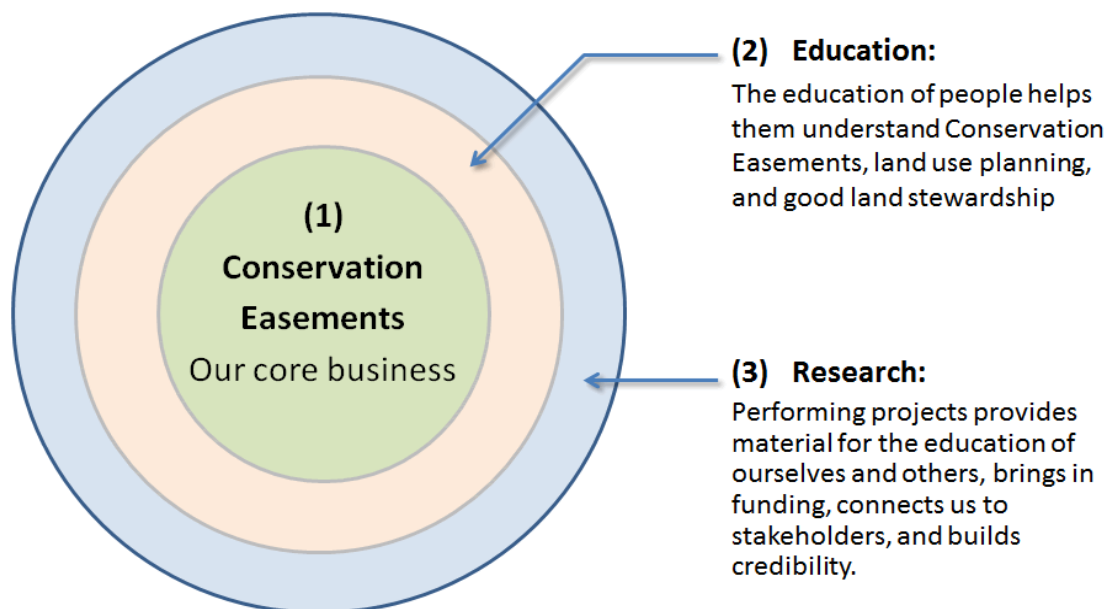 (1)
Conservation
Easements
Our core business
(2) Education:
The education of people helps
them understand Conservation
Easements, land use planning,
and good land stewardship
(3) Research:
Performing projects provides
material for the education of
ourselves and others, brings in
funding, connects us to
stakeholders, and builds
credibility.